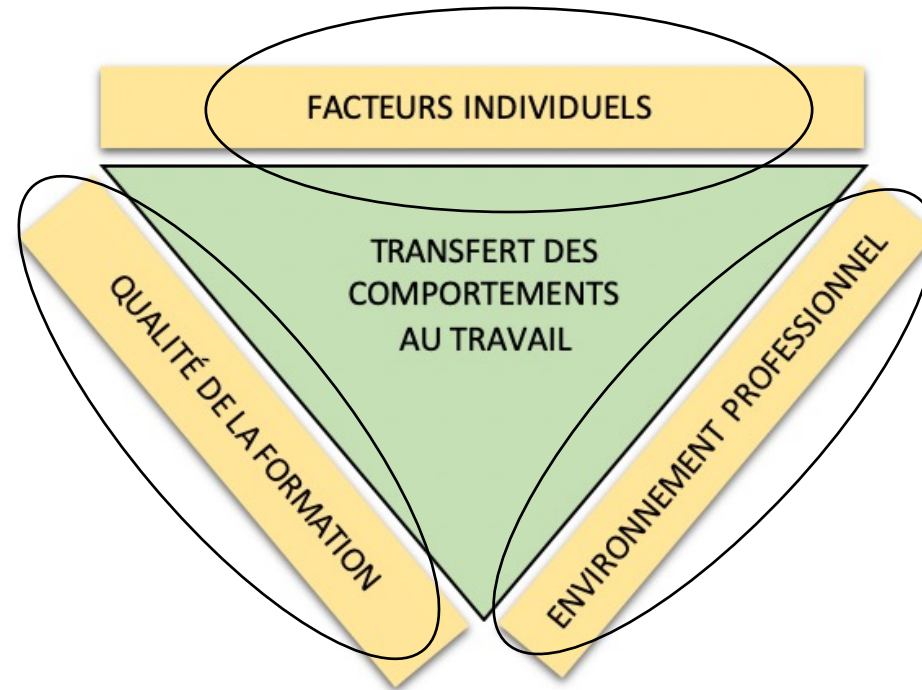 FACTEURS INDIVIDUELS
TRANSFERT DES
COMPORTEMENTS
AU TRAVAIL
QUALITÉ DE LA FORMATION
ENVIRONNEMENT PROFESSIONNEL